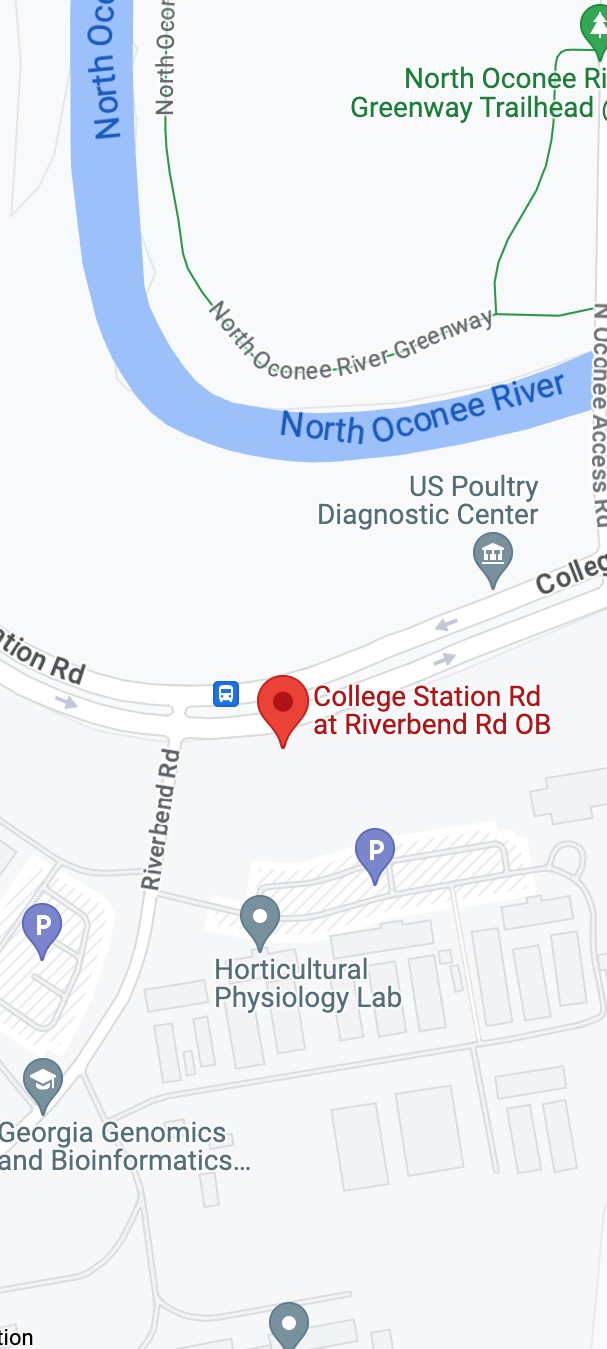 North Oco
North Ocon
North Oconee Ri
Greenway Trailhead (
North Oconee River Greenway
North Oconee River
N Oconee Access Rd
US Poultry
Diagnostic Center
Colleg
ation Rd
College Station Rd
at Riverbend Rd OB
Riverbend Rd
P
P
Horticultural
Physiology Lab
Georgia Genomics
and Bioinformatics...
tion